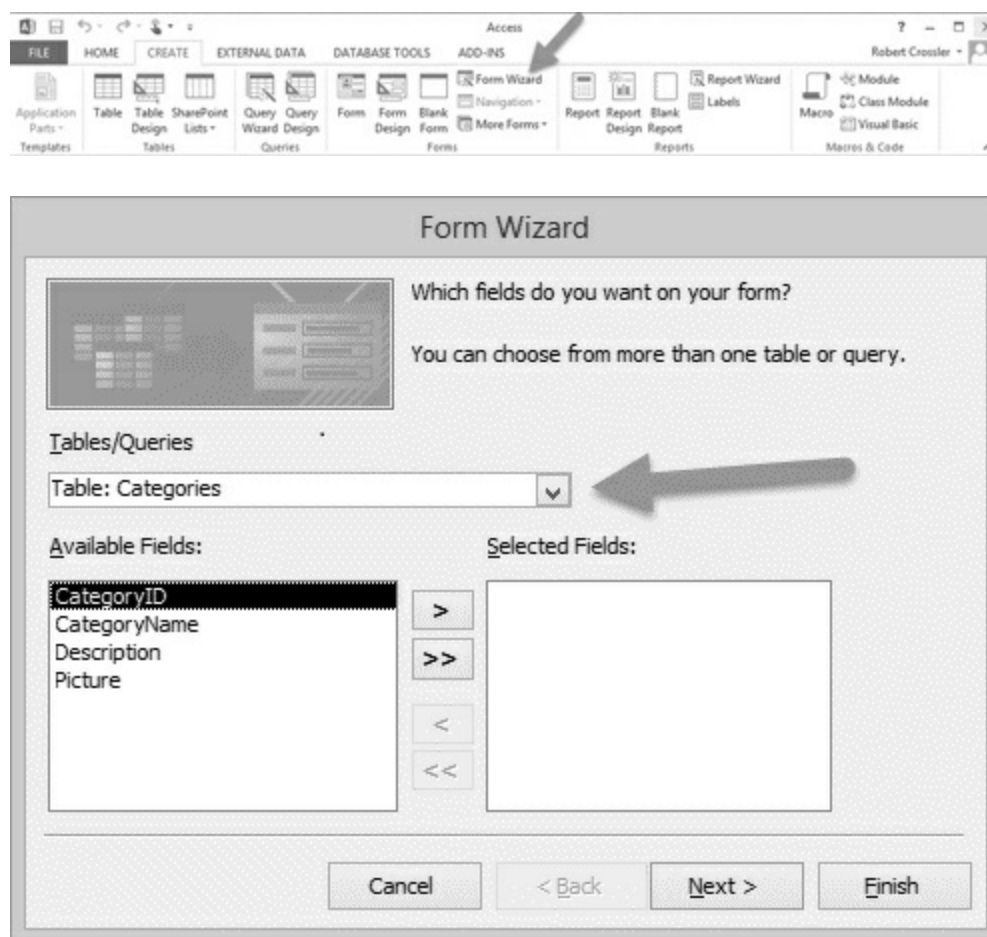 Access
? – 
FILE HOME CREATE EXTERNAL DATA DATABASE TOOLS ADD-INS Robert Crossler
Application Parts
Table
Table Design
SharePoint Lists
Query Wizard
Query Design
Form
Form Design
Blank Form
Form Wizard
Navigation
More Forms
Report
Report Design
Blank Report
Report Wizard
Labels
Macro
Module
Class Module
Visual Basic
Templates Tables Queries Forms Reports Macros & Code
Form Wizard
Which fields do you want on your form?
You can choose from more than one table or query.
Tables/Queries
Table: Categories
Available Fields: Selected Fields:
CategoryID
CategoryName
Description
Picture
>
>>
<
<<
Cancel < Back Next > Finish